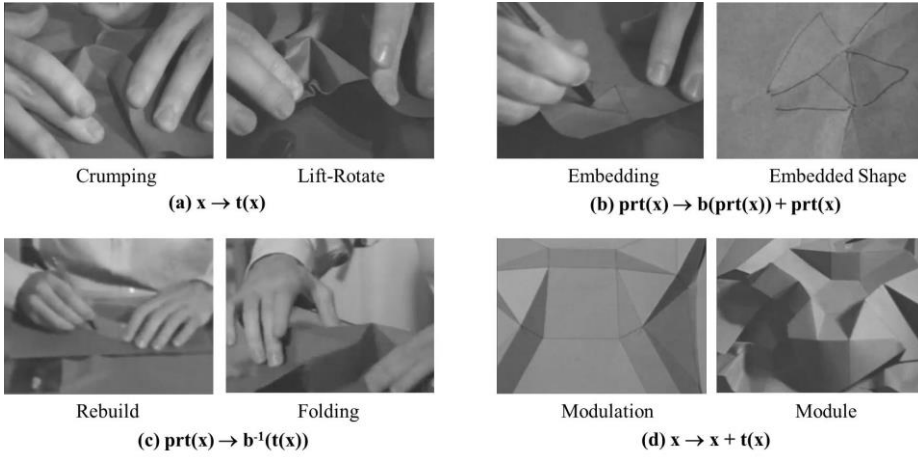 Crumping
Lift-Rotate
(a) x → t(x)
Embedding
Embedded Shape
(b) prt(x) → b(prt(x)) + prt(x)
Rebuild
Folding
(c) prt(x) → b⁻¹(t(x))
Modulation
Module
(d) x → x + t(x)